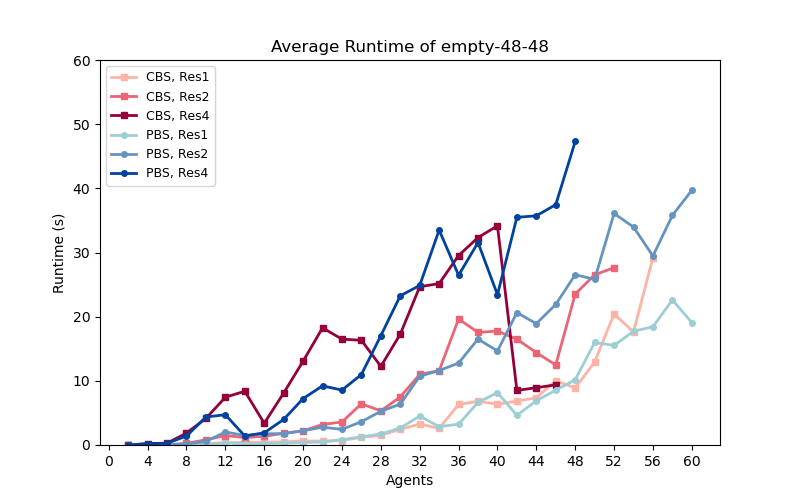 Average Runtime of empty-48-48
60
50
40
30
20
10
0
Runtime (s)
CBS, Res1
CBS, Res2
CBS, Res4
PBS, Res1
PBS, Res2
PBS, Res4
0 4 8 12 16 20 24 28 32 36 40 44 48 52 56 60
Agents